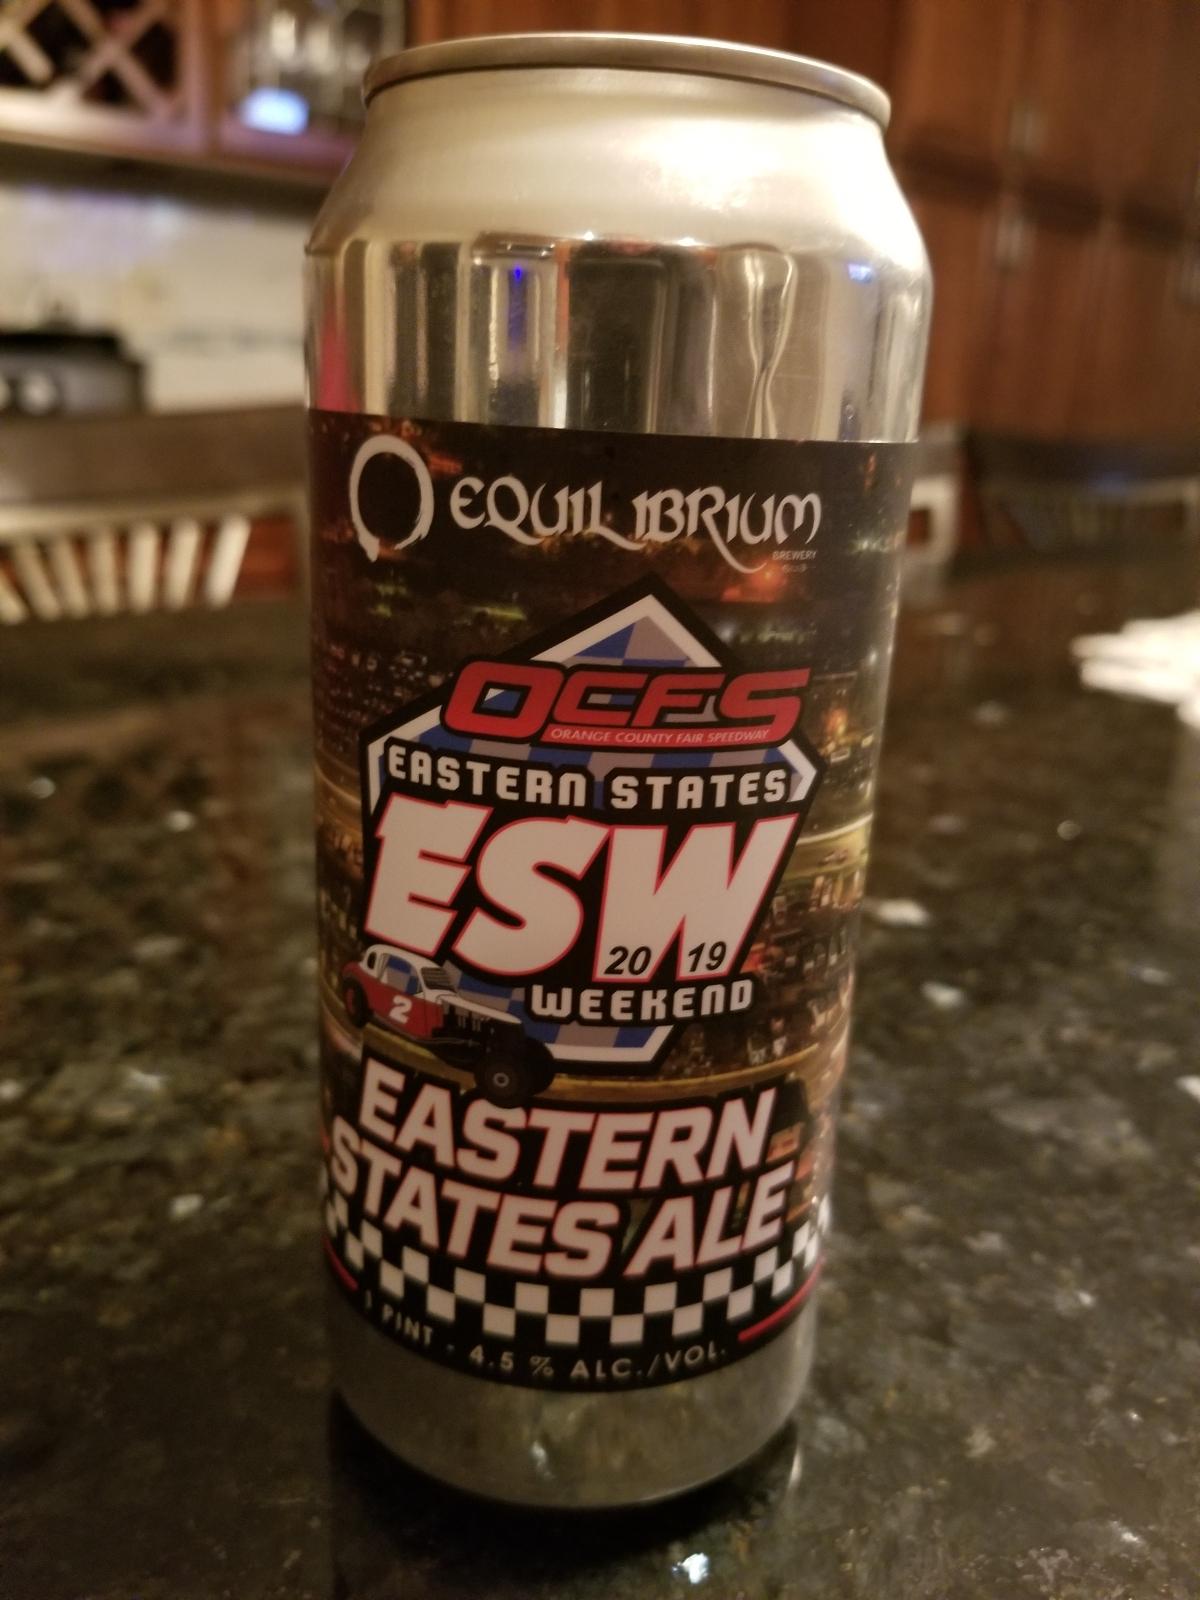 EQUILIBRIUM
BREWERY
OCFS
ORANGE COUNTY FAIR SPEEDWAY
EASTERN STATES
ESW
20 19
WEEKEND
2
EASTERN
STATES ALE
1 PINT - 4.5 % ALC./VOL.